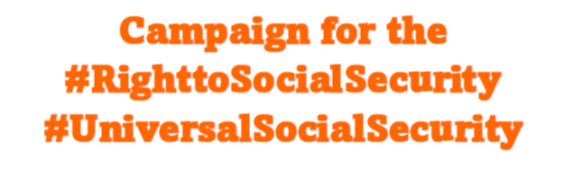 Campaign for the
#RighttoSocialSecurity
#UniversalSocialSecurity